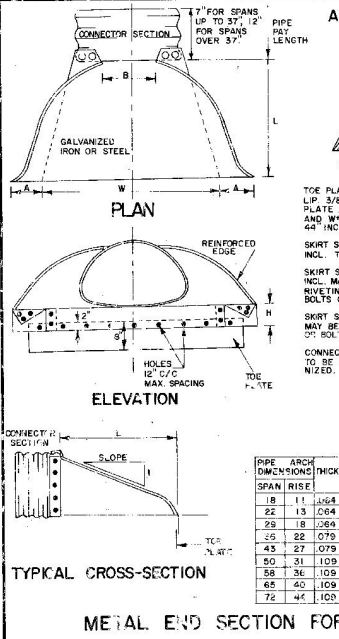 7" FOR SPANS
UP TO 37", 12"
FOR SPANS
OVER 37."
PIPE
PAY
LENGTH
A
CONNECTOR SECTION
B
L
GALVANIZED
IRON OR STEEL
A
W
A
PLAN
TOE PLA
LIP. 3/8
PLATE
AND W+
44" INC
SKIRT S
INCL. T
SKIRT S
INCL. MA
RIVETIN
BOLTS
SKIRT S
MAY BE
OR BOL
CONNEC
TO BE
NIZED.
REINFORCED
EDGE
2"
8"
H
HOLES
12" C/C
MAX. SPACING
TOE
PLATE
ELEVATION
CONNECTOR
SECTION
L
SLOPE
1
TOE
PLATE
TYPICAL CROSS-SECTION
PIPE ARCH
DIMENSIONS
THICK
SPAN RISE
18 11 .064
22 13 .064
29 18 .064
22 .079
43 27 .079
50 31 .109
58 36 .109
65 40 .109
72 44 .109
METAL END SECTION FOR